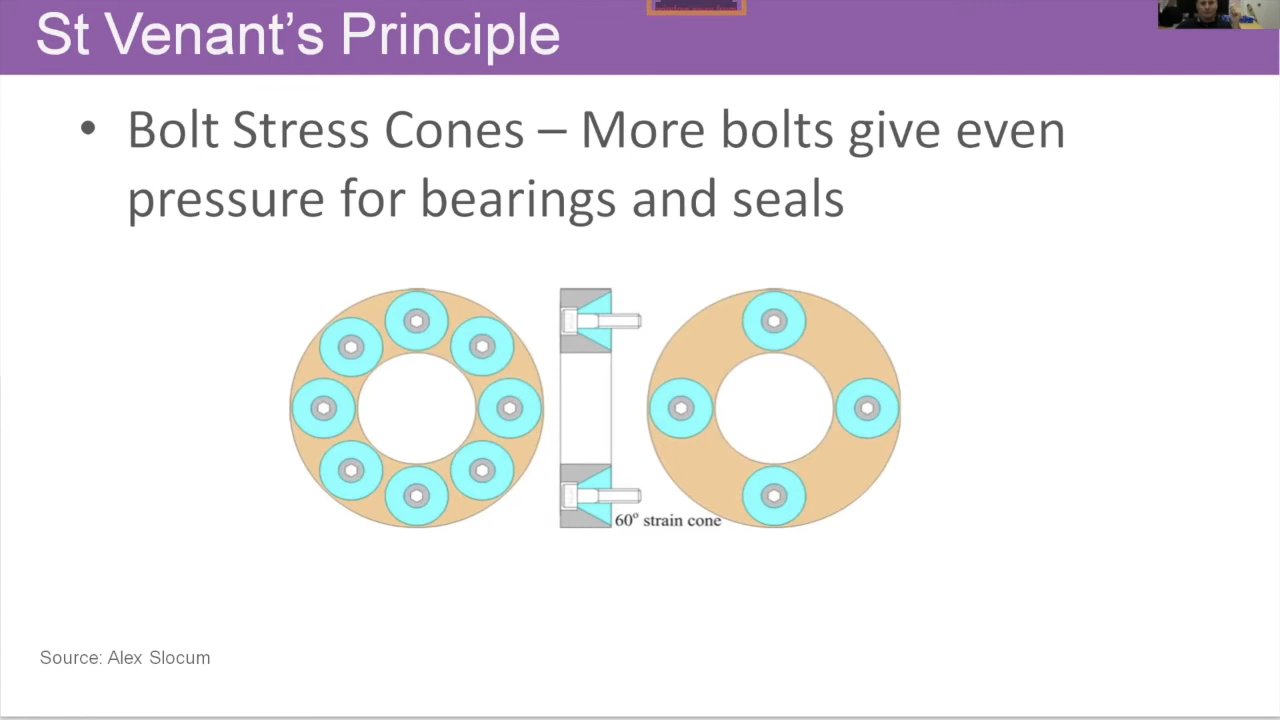 St Venant's Principle
• Bolt Stress Cones – More bolts give even
pressure for bearings and seals
60° strain cone
Source: Alex Slocum